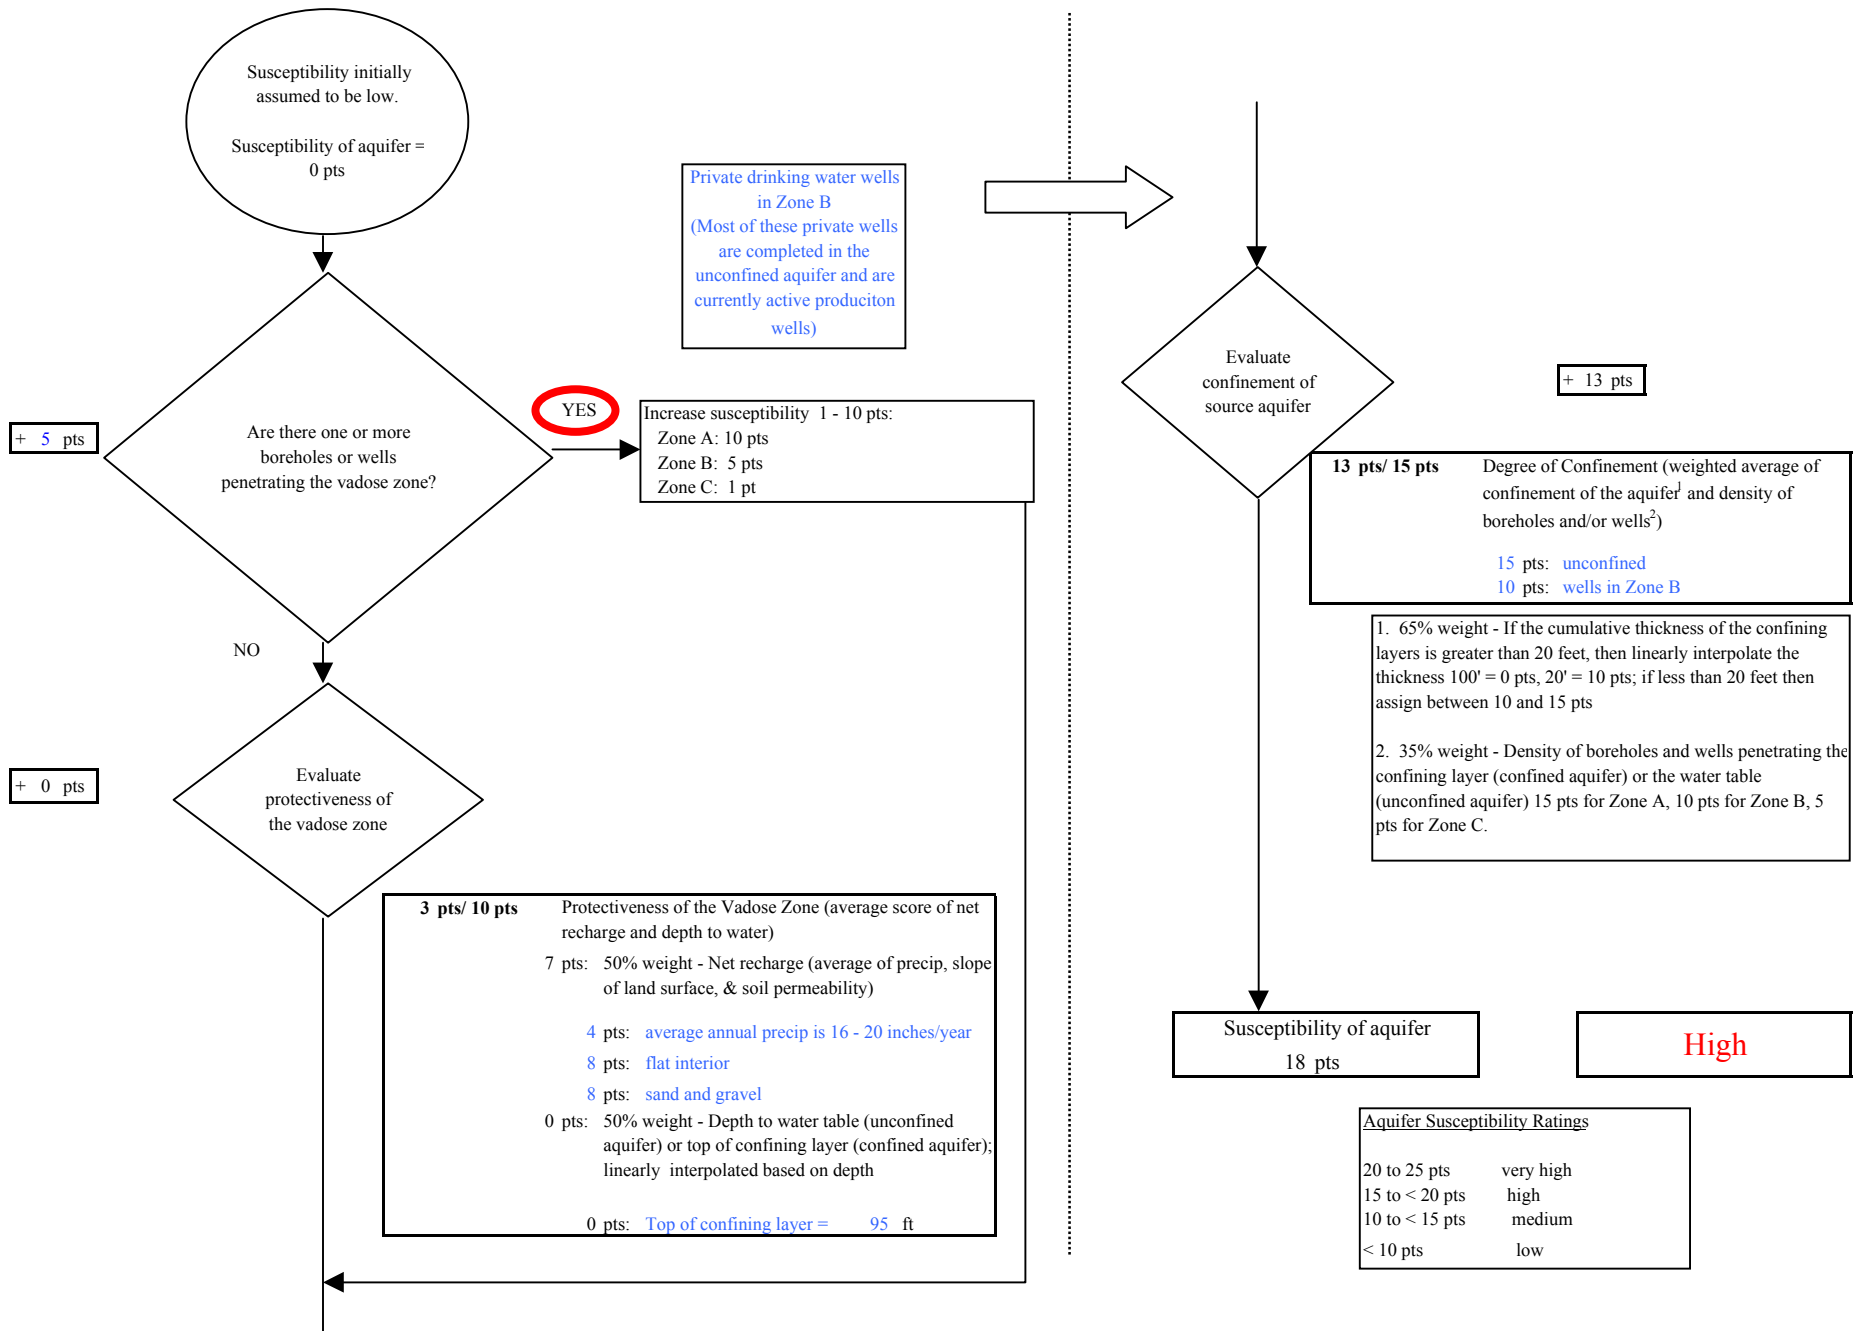 Susceptibility initially
assumed to be low.
Susceptibility of aquifer =
0 pts
Private drinking water wells
in Zone B
(Most of these private wells
are completed in the
unconfined aquifer and are
currently active produciton
wells)
+ 5 pts
Are there one or more
boreholes or wells
penetrating the vadose zone?
YES
Increase susceptibility 1 - 10 pts:
Zone A: 10 pts
Zone B: 5 pts
Zone C: 1 pt
NO
+ 0 pts
Evaluate
protectiveness of
the vadose zone
3 pts/ 10 pts Protectiveness of the Vadose Zone (average score of net
recharge and depth to water)
7 pts: 50% weight - Net recharge (average of precip, slope
of land surface, & soil permeability)
4 pts: average annual precip is 16 - 20 inches/year
8 pts: flat interior
8 pts: sand and gravel
0 pts: 50% weight - Depth to water table (unconfined
aquifer) or top of confining layer (confined aquifer);
linearly interpolated based on depth
0 pts: Top of confining layer = 95 ft
Evaluate
confinement of
source aquifer
+ 13 pts
13 pts/ 15 pts Degree of Confinement (weighted average of
confinement of the aquifer1 and density of
boreholes and/or wells2)
15 pts: unconfined
10 pts: wells in Zone B
1. 65% weight - If the cumulative thickness of the confining
layers is greater than 20 feet, then linearly interpolate the
thickness 100' = 0 pts, 20' = 10 pts; if less than 20 feet then
assign between 10 and 15 pts
2. 35% weight - Density of boreholes and wells penetrating the
confining layer (confined aquifer) or the water table
(unconfined aquifer) 15 pts for Zone A, 10 pts for Zone B, 5
pts for Zone C.
Susceptibility of aquifer
18 pts
High
Aquifer Susceptibility Ratings
20 to 25 pts very high
15 to < 20 pts high
10 to < 15 pts medium
< 10 pts low